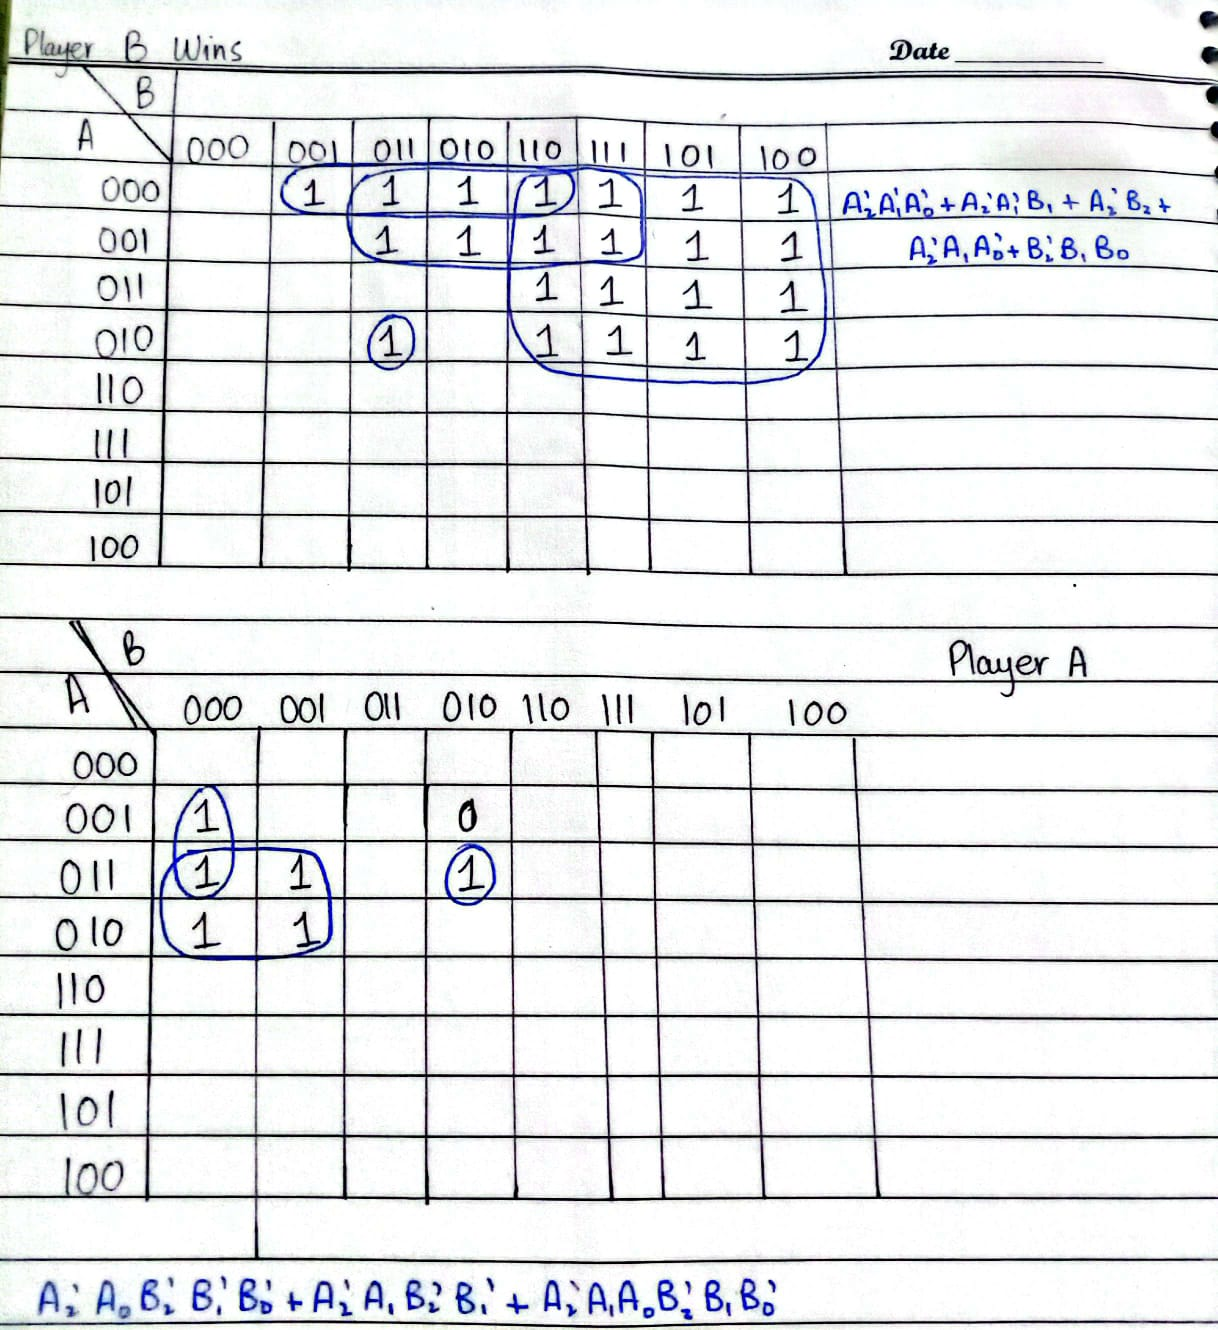 Player B Wins
Date
B
A
000 001 011 010 110 111 101 100
000 1 1 1 1 1 1 1 A₂'A₁'A₀' + A₂'A₁'B₁ + A₂'B₂ +
001 1 1 1 1 1 1 A₂'A₁A₀' + B₂'B₁B₀
011 1 1 1 1
010 1 1 1 1 1
110
111
101
100
B
Player A
A
000 001 011 010 110 111 101 100
000
001 1 0
011 1 1 1
010 1 1
110
111
101
100
A₂'A₀B₂'B₁'B₀' + A₂'A₁B₂'B₁' + A₂'A₁A₀B₂'B₁B₀'